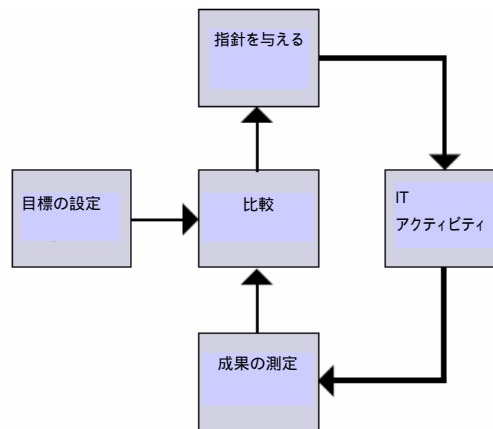 指針を与える
目標の設定
比較
IT
アクティビティ
成果の測定